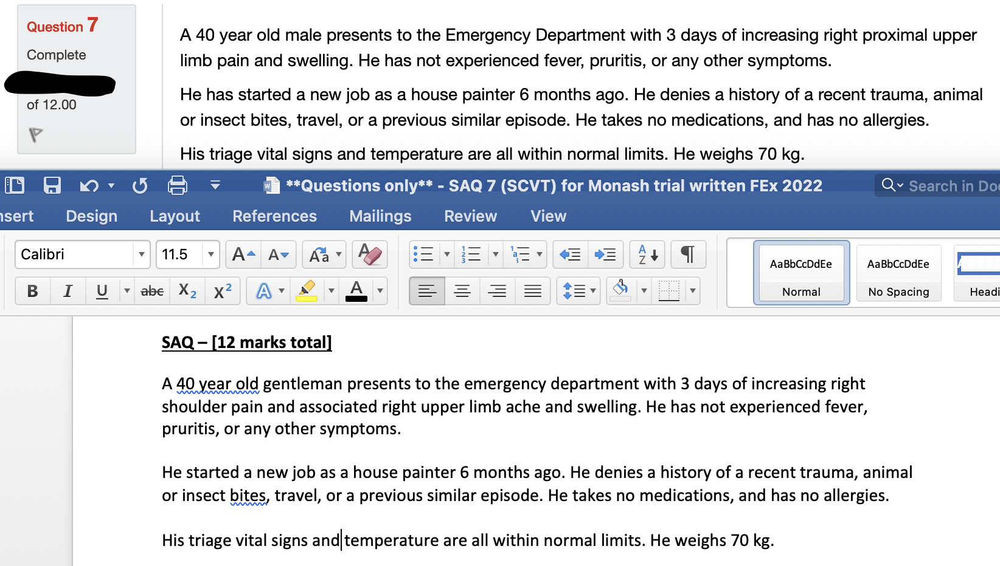 Question 7
Complete
of 12.00
A 40 year old male presents to the Emergency Department with 3 days of increasing right proximal upper
limb pain and swelling. He has not experienced fever, pruritis, or any other symptoms.
He has started a new job as a house painter 6 months ago. He denies a history of a recent trauma, animal
or insect bites, travel, or a previous similar episode. He takes no medications, and has no allergies.
His triage vital signs and temperature are all within normal limits. He weighs 70 kg.
**Questions only** - SAQ 7 (SCVT) for Monash trial written FEx 2022
Search in Do
nsert Design Layout References Mailings Review View
Calibri 11.5
AaBbCcDdEe AaBbCcDdEe
Normal No Spacing Headi
SAQ – [12 marks total]
A 40 year old gentleman presents to the emergency department with 3 days of increasing right
shoulder pain and associated right upper limb ache and swelling. He has not experienced fever,
pruritis, or any other symptoms.
He started a new job as a house painter 6 months ago. He denies a history of a recent trauma, animal
or insect bites, travel, or a previous similar episode. He takes no medications, and has no allergies.
His triage vital signs and temperature are all within normal limits. He weighs 70 kg.